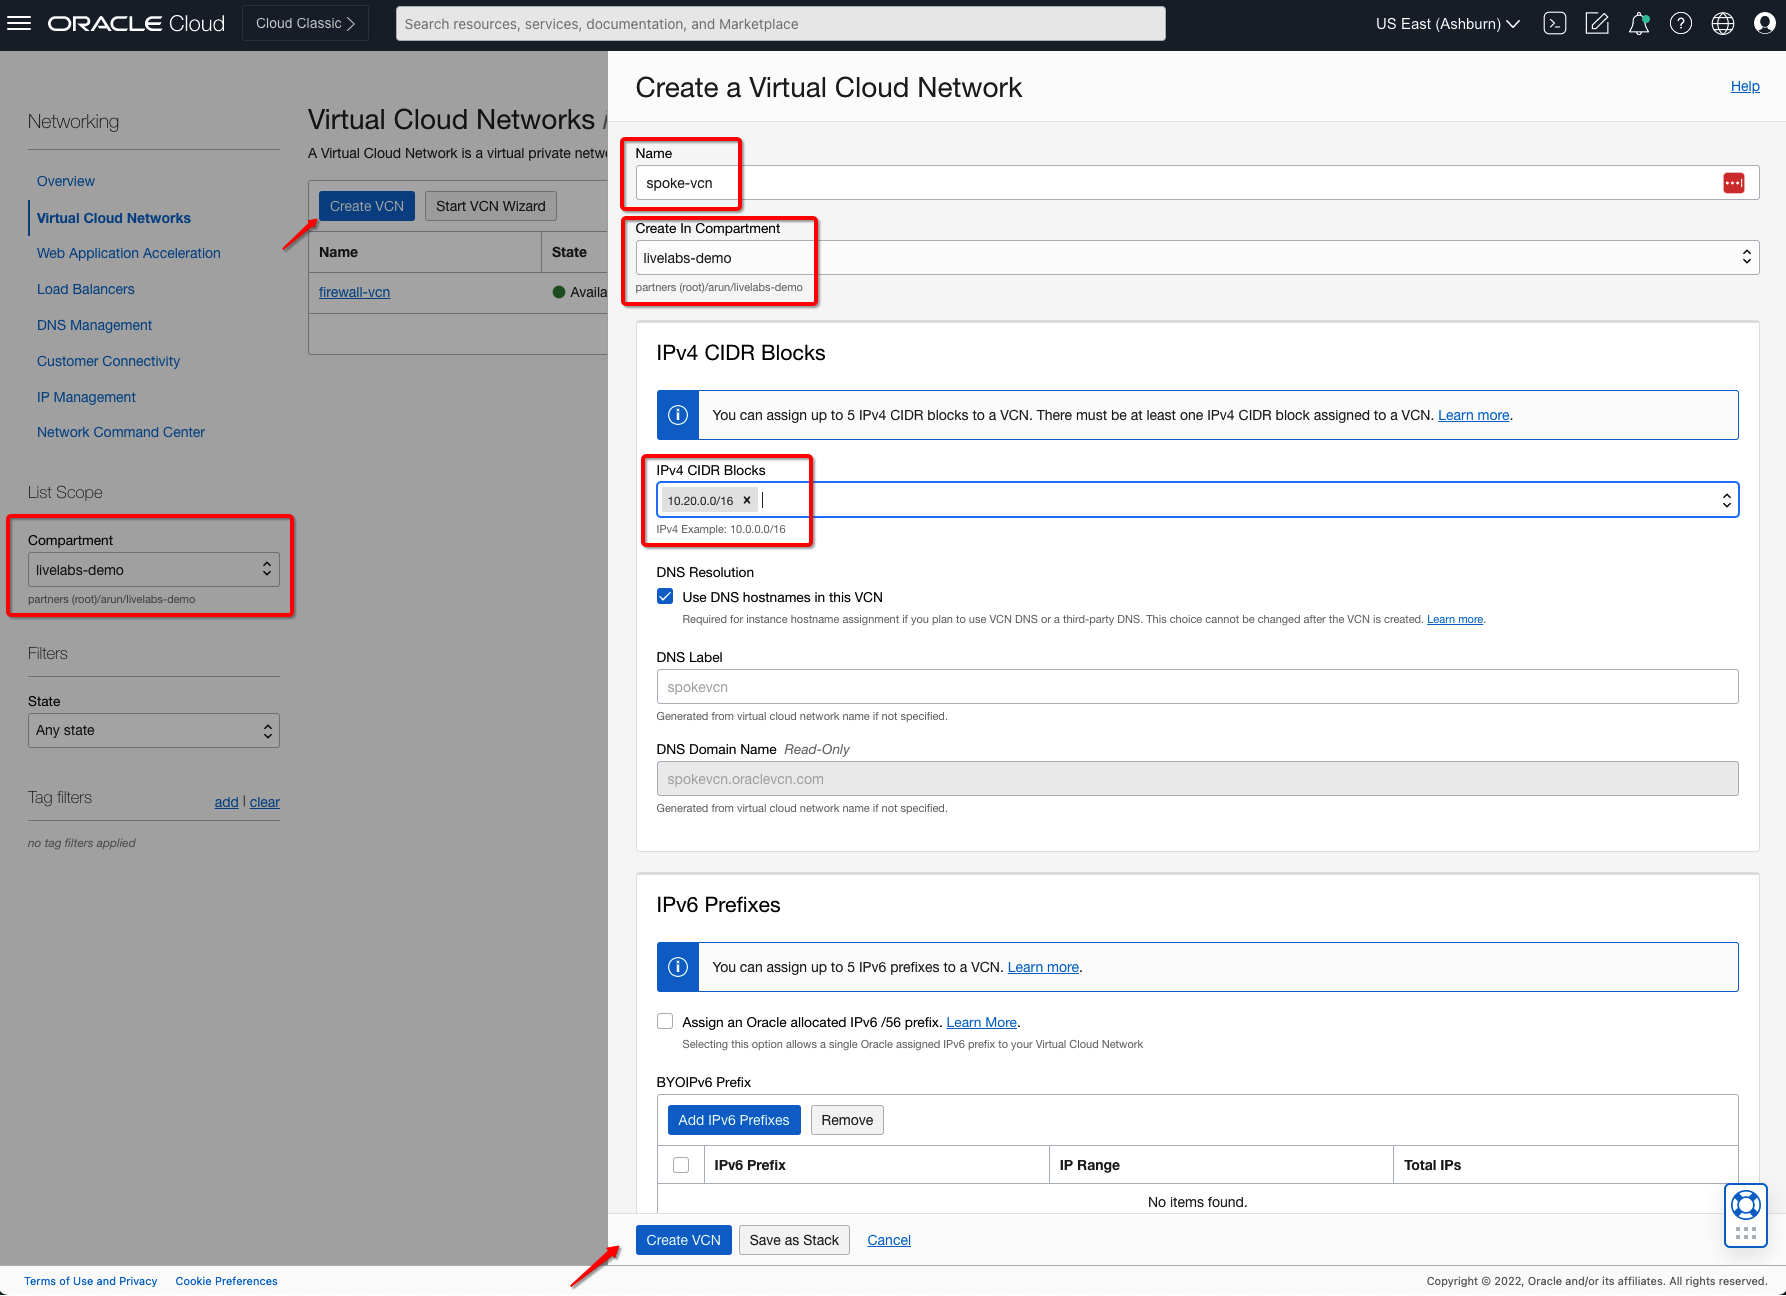 ORACLE Cloud
Cloud Classic
Search resources, services, documentation, and Marketplace
US East (Ashburn)
Networking
Overview
Virtual Cloud Networks
Web Application Acceleration
Load Balancers
DNS Management
Customer Connectivity
IP Management
Network Command Center
List Scope
Compartment
livelabs-demo
partners (root)/arun/livelabs-demo
Filters
State
Any state
Tag filters
add | clear
no tag filters applied
Virtual Cloud Networks
A Virtual Cloud Network is a virtual private netw
Create VCN Start VCN Wizard
Name State
firewall-vcn Availa
Create a Virtual Cloud Network
Help
Name
spoke-vcn
Create In Compartment
livelabs-demo
partners (root)/arun/livelabs-demo
IPv4 CIDR Blocks
You can assign up to 5 IPv4 CIDR blocks to a VCN. There must be at least one IPv4 CIDR block assigned to a VCN. Learn more.
IPv4 CIDR Blocks
10.20.0.0/16 ×
IPv4 Example: 10.0.0.0/16
DNS Resolution
Use DNS hostnames in this VCN
Required for instance hostname assignment if you plan to use VCN DNS or a third-party DNS. This choice cannot be changed after the VCN is created. Learn more.
DNS Label
spokevcn
Generated from virtual cloud network name if not specified.
DNS Domain Name Read-Only
spokevcn.oraclevcn.com
Generated from virtual cloud network name if not specified.
IPv6 Prefixes
You can assign up to 5 IPv6 prefixes to a VCN. Learn more.
Assign an Oracle allocated IPv6 /56 prefix. Learn More.
Selecting this option allows a single Oracle assigned IPv6 prefix to your Virtual Cloud Network
BYOIPv6 Prefix
Add IPv6 Prefixes Remove
IPv6 Prefix IP Range Total IPs
No items found.
Create VCN Save as Stack Cancel
Terms of Use and Privacy Cookie Preferences
Copyright © 2022, Oracle and/or its affiliates. All rights reserved.